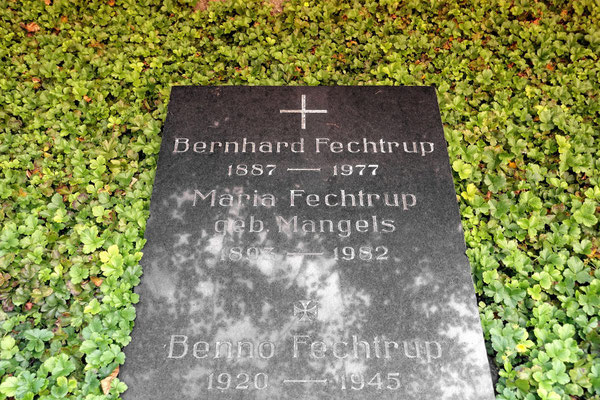 Bernhard Fechtrup
1887 — 1977
Maria Fechtrup
geb Mangels
— 1982
Benno Fechtrup
1920 — 1945